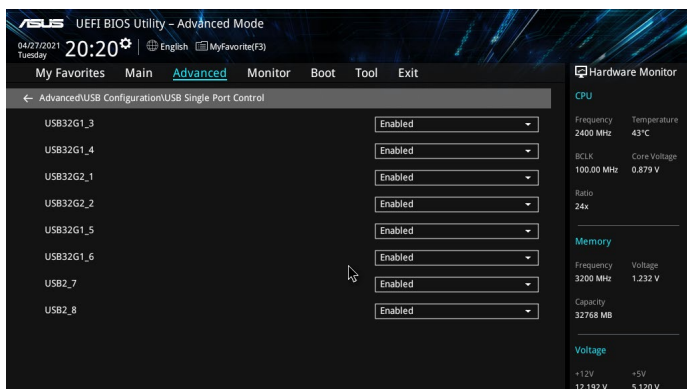 ASUS UEFI BIOS Utility – Advanced Mode
04/27/2021 Tuesday 20:20 English MyFavorite(F3)
My Favorites Main Advanced Monitor Boot Tool Exit
Hardware Monitor
← Advanced\USB Configuration\USB Single Port Control
USB32G1_3 Enabled
USB32G1_4 Enabled
USB32G2_1 Enabled
USB32G2_2 Enabled
USB32G1_5 Enabled
USB32G1_6 Enabled
USB2_7 Enabled
USB2_8 Enabled
CPU
Frequency Temperature
2400 MHz 43°C
BCLK Core Voltage
100.00 MHz 0.879 V
Ratio
24x
Memory
Frequency Voltage
3200 MHz 1.232 V
Capacity
32768 MB
Voltage
+12V +5V
12.192 V 5.120 V